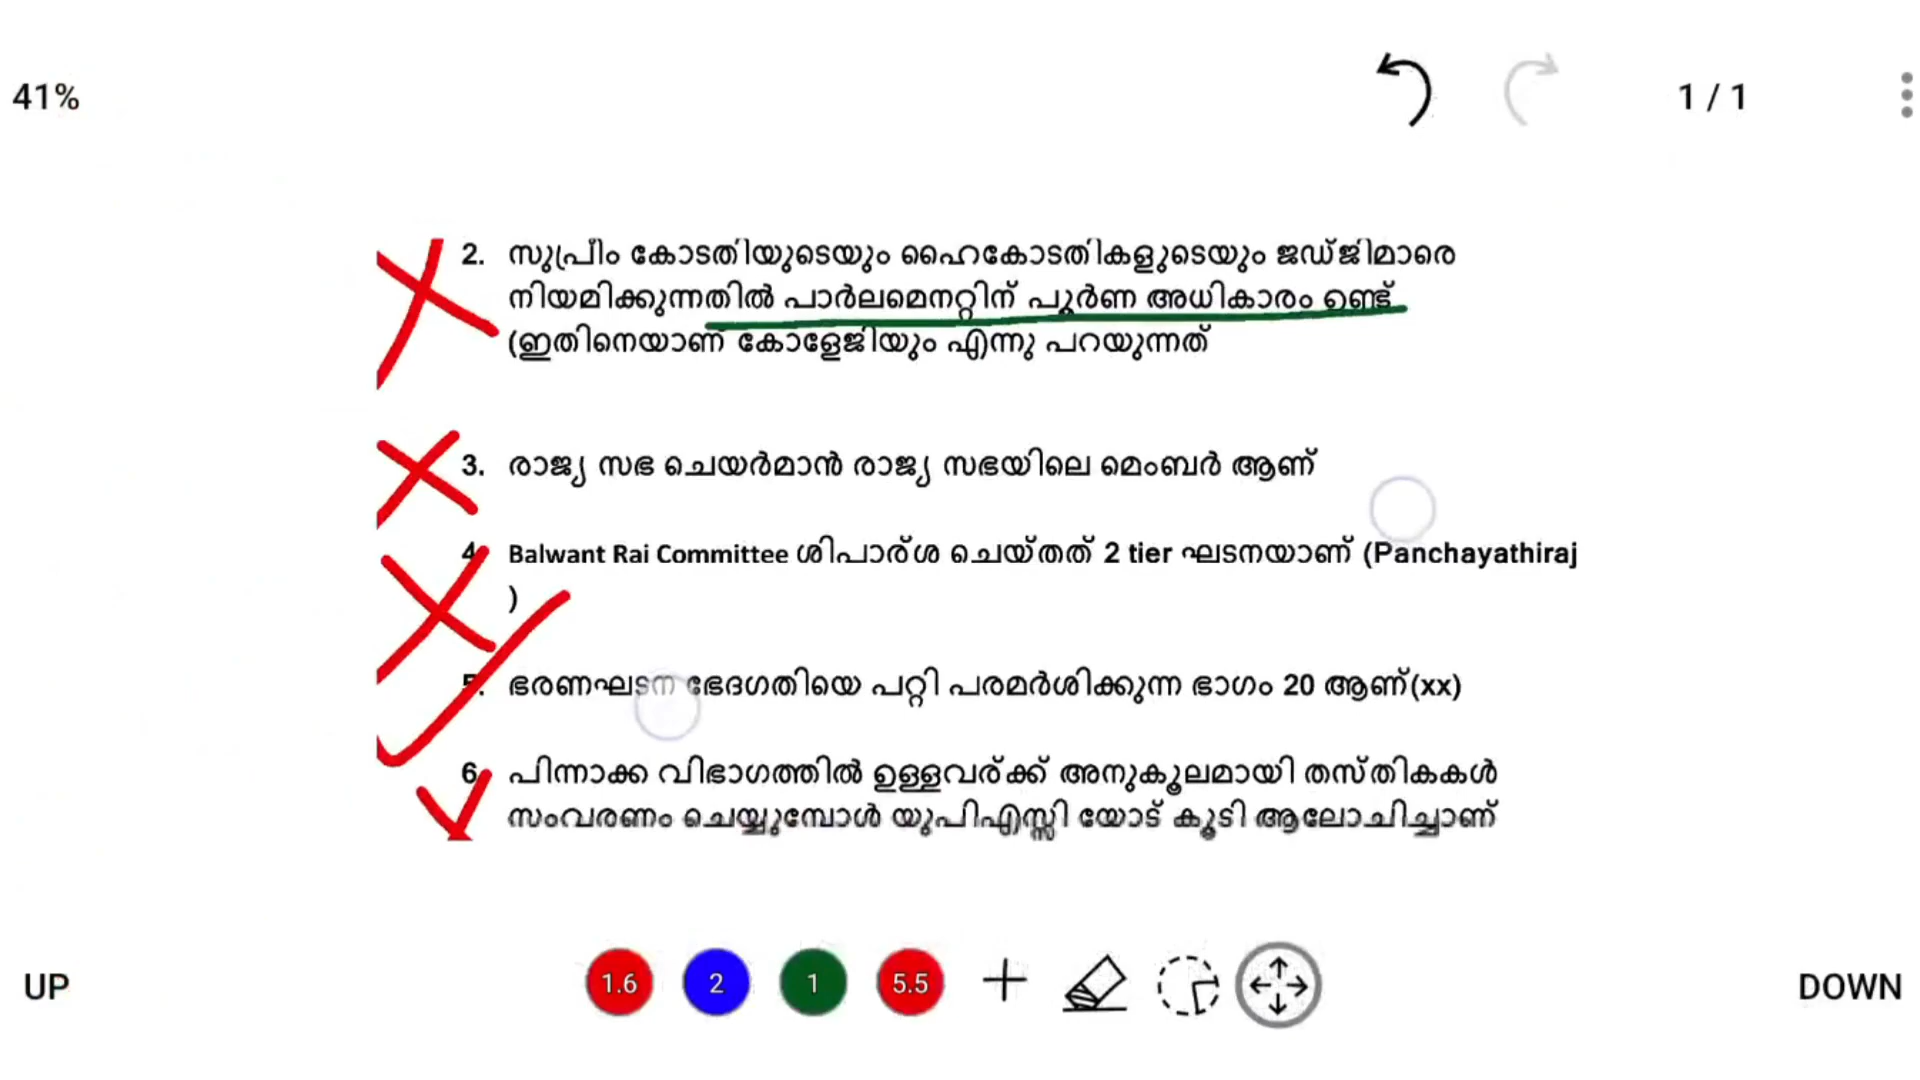 41%
1 / 1
2. സുപ്രീം കോടതിയുടെയും ഹൈകോടതികളുടെയും ജഡ്ജിമാരെ
നിയമിക്കുന്നതിൽ പാർലമെനറ്റിന് പൂർണ അധികാരം ഉണ്ട്
(ഇതിനെയാണ് കോളേജിയും എന്നു പറയുന്നത്
3. രാജ്യ സഭ ചെയർമാൻ രാജ്യ സഭയിലെ മെംബർ ആണ്
4. Balwant Rai Committee ശിപാര്ശ ചെയ്തത് 2 tier ഘടനയാണ് (Panchayathiraj
)
5. ഭരണഘടന ഭേദഗതിയെ പറ്റി പരമർശിക്കുന്ന ഭാഗം 20 ആണ്(xx)
6. പിന്നാക്ക വിഭാഗത്തിൽ ഉള്ളവര്ക്ക് അനുകൂലമായി തസ്തികകൾ
സംവരണം ചെയ്യുമ്പോൾ യുപിഎസ്സി യോട് കൂടി ആലോചിച്ചാണ്
UP
1.6
2
1
5.5
DOWN